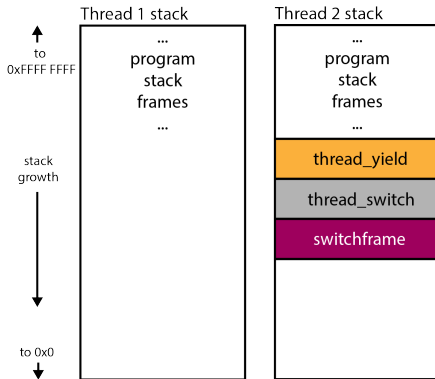 Thread 1 stack
Thread 2 stack
to
0xFFFF FFFF
stack
growth
to 0x0
...
program
stack
frames
...
...
program
stack
frames
...
thread_yield
thread_switch
switchframe